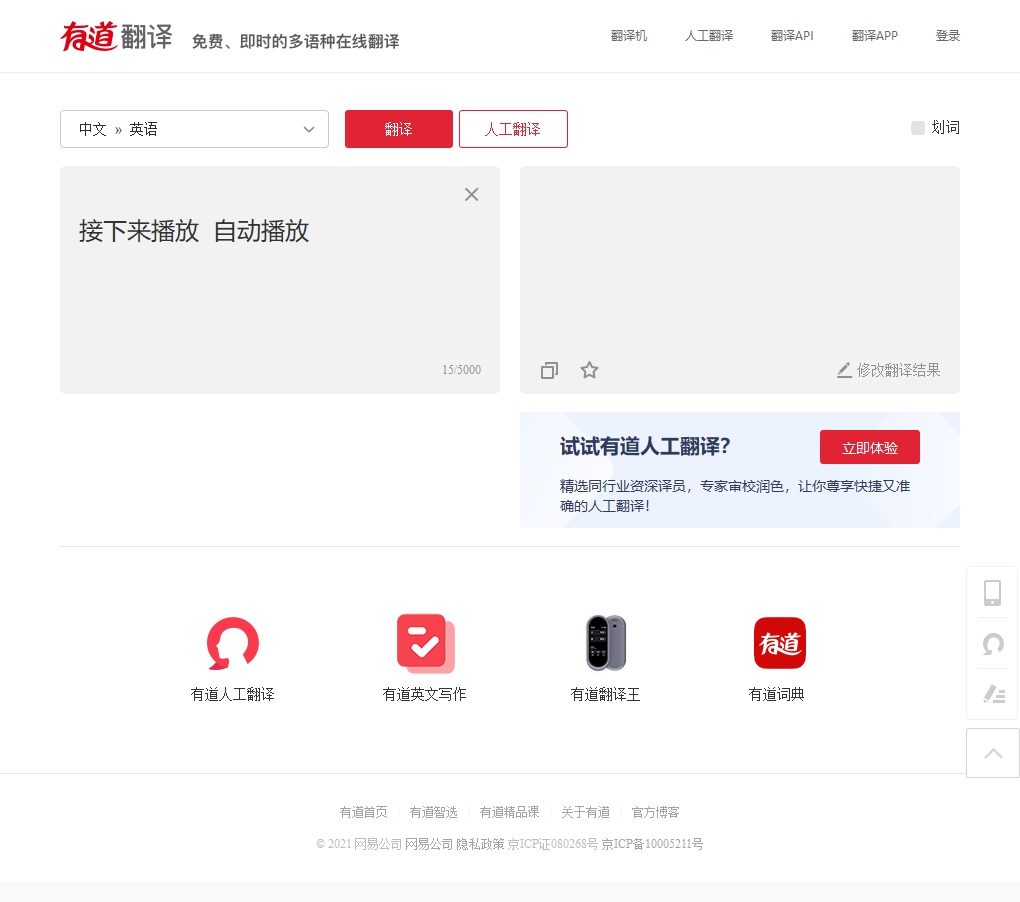 有道翻译 免费、即时的多语种在线翻译 翻译机 人工翻译 翻译API 翻译APP 登录
中文 » 英语 翻译 人工翻译 划词
接下来播放 自动播放
15/5000 修改翻译结果
试试有道人工翻译？ 立即体验
精选同行业资深译员，专家审校润色，让你尊享快捷又准
确的人工翻译！
有道
有道人工翻译 有道英文写作 有道翻译王 有道词典
有道首页 有道智选 有道精品课 关于有道 官方博客
© 2021 网易公司 网易公司 隐私政策 京ICP证080268号 京ICP备10005211号